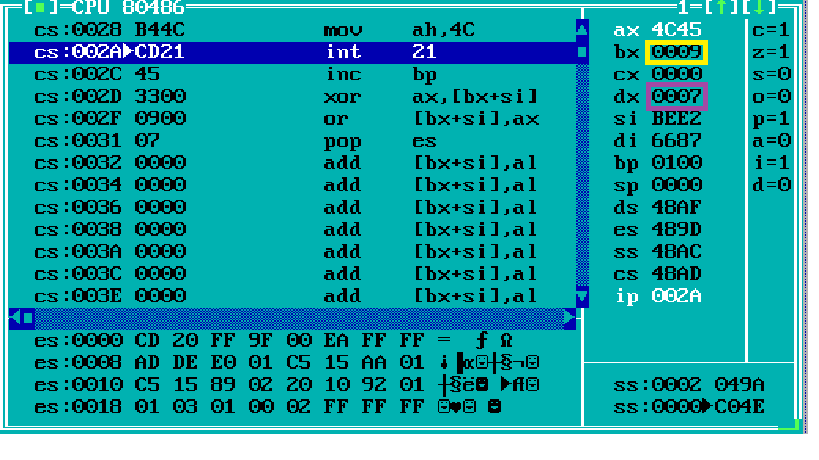 [■]=CPU 80486 1=[↑][↓]
cs:0028 B44C mov ah,4C ax 4C45 c=1
cs:002A▶CD21 int 21 bx 0009 z=1
cs:002C 45 inc bp cx 0000 s=0
cs:002D 3300 xor ax,[bx+si] dx 0007 o=0
cs:002F 0900 or [bx+si],ax si BEE2 p=1
cs:0031 07 pop es di 6687 a=0
cs:0032 0000 add [bx+si],al bp 0100 i=1
cs:0034 0000 add [bx+si],al sp 0000 d=0
cs:0036 0000 add [bx+si],al ds 48AF
cs:0038 0000 add [bx+si],al es 489D
cs:003A 0000 add [bx+si],al ss 48AC
cs:003C 0000 add [bx+si],al cs 48AD
cs:003E 0000 add [bx+si],al ip 002A
es:0000 CD 20 FF 9F 00 EA FF FF = ƒ Ω
es:0008 AD DE E0 01 C5 15 AA 01 ¡▐α☺┼§¬☺
es:0010 C5 15 89 02 20 10 92 01 ┼§ë☻ ▶Æ☺ ss:0002 049A
es:0018 01 03 01 00 02 FF FF FF ☺♥☺ ☻ ss:0000▶C04E